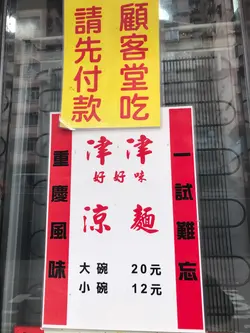 顧客堂吃
請先付款
一試難忘
津津
好好味
涼麵
大碗 20元
小碗 12元
重慶風味